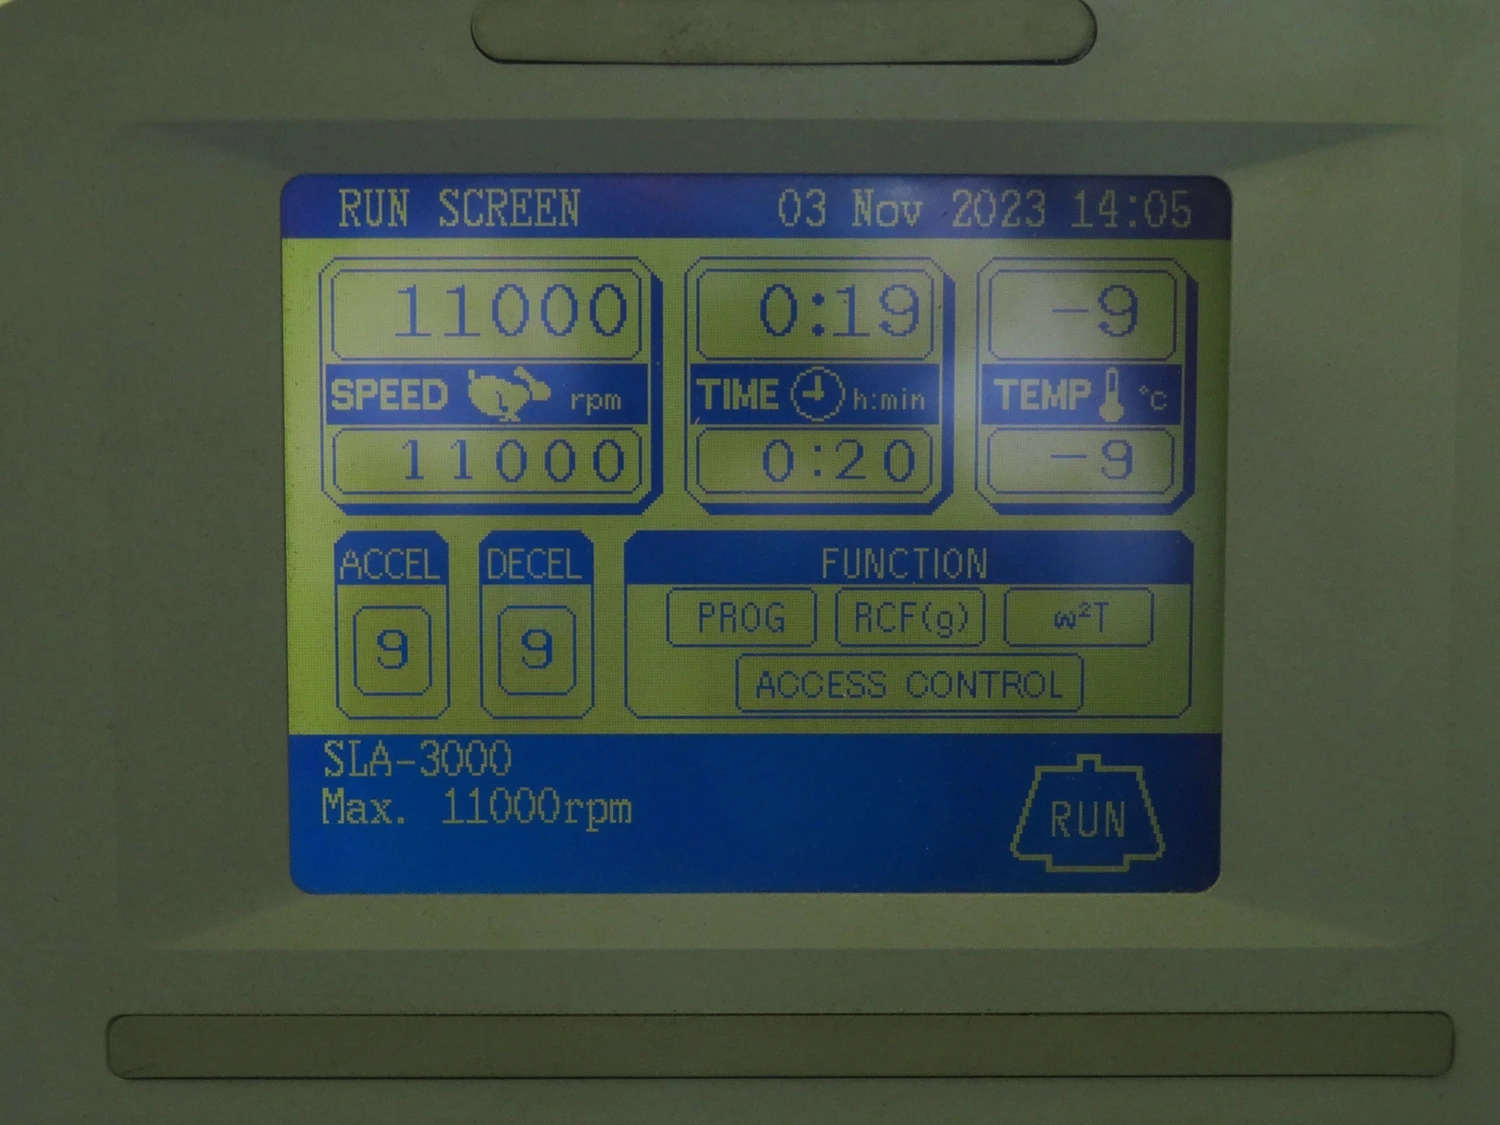 RUN SCREEN 03 Nov 2023 14:05
11000 0:19 -9
SPEED rpm TIME h:min TEMP °C
11000 0:20 -9
ACCEL DECEL FUNCTION
9 9 PROG RCF(g) ω²T
ACCESS CONTROL
SLA-3000
Max. 11000rpm
RUN